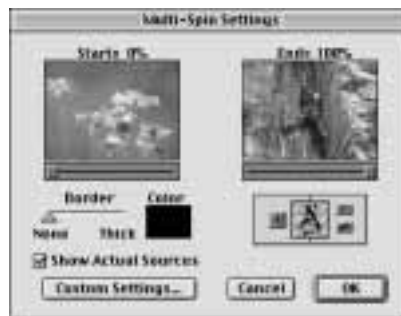 Multi-Spin Settings
Start: 0%
End: 100%
Border
Color
None
Thick
Show Actual Sources
Custom Settings...
Cancel
OK